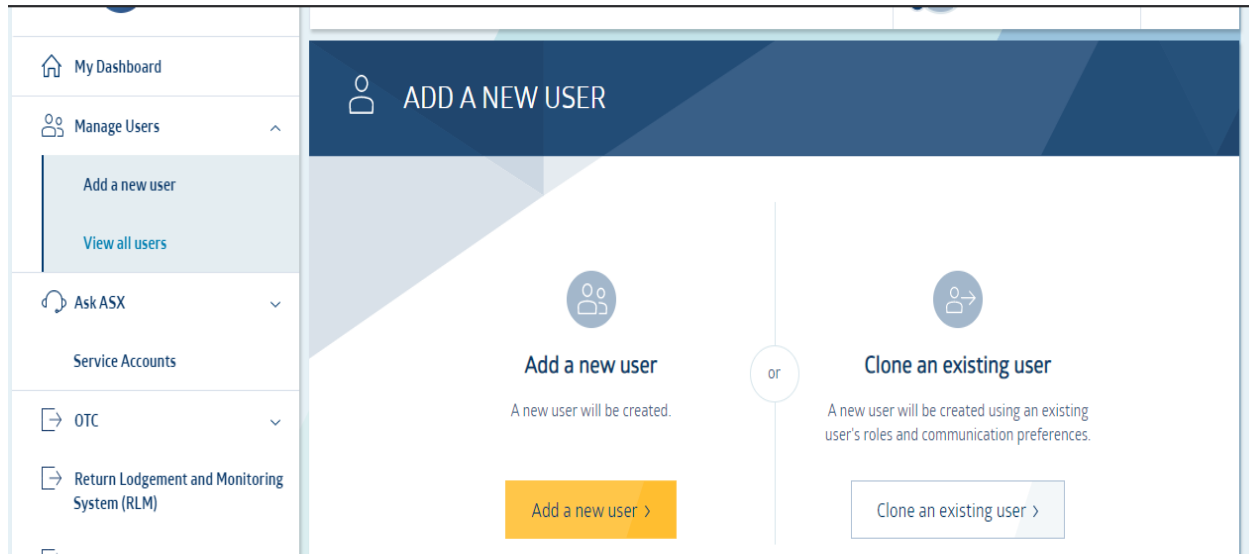 My Dashboard
Manage Users
Add a new user
View all users
Ask ASX
Service Accounts
OTC
Return Lodgement and Monitoring
System (RLM)
ADD A NEW USER
Add a new user
A new user will be created.
Add a new user >
or
Clone an existing user
A new user will be created using an existing
user's roles and communication preferences.
Clone an existing user >